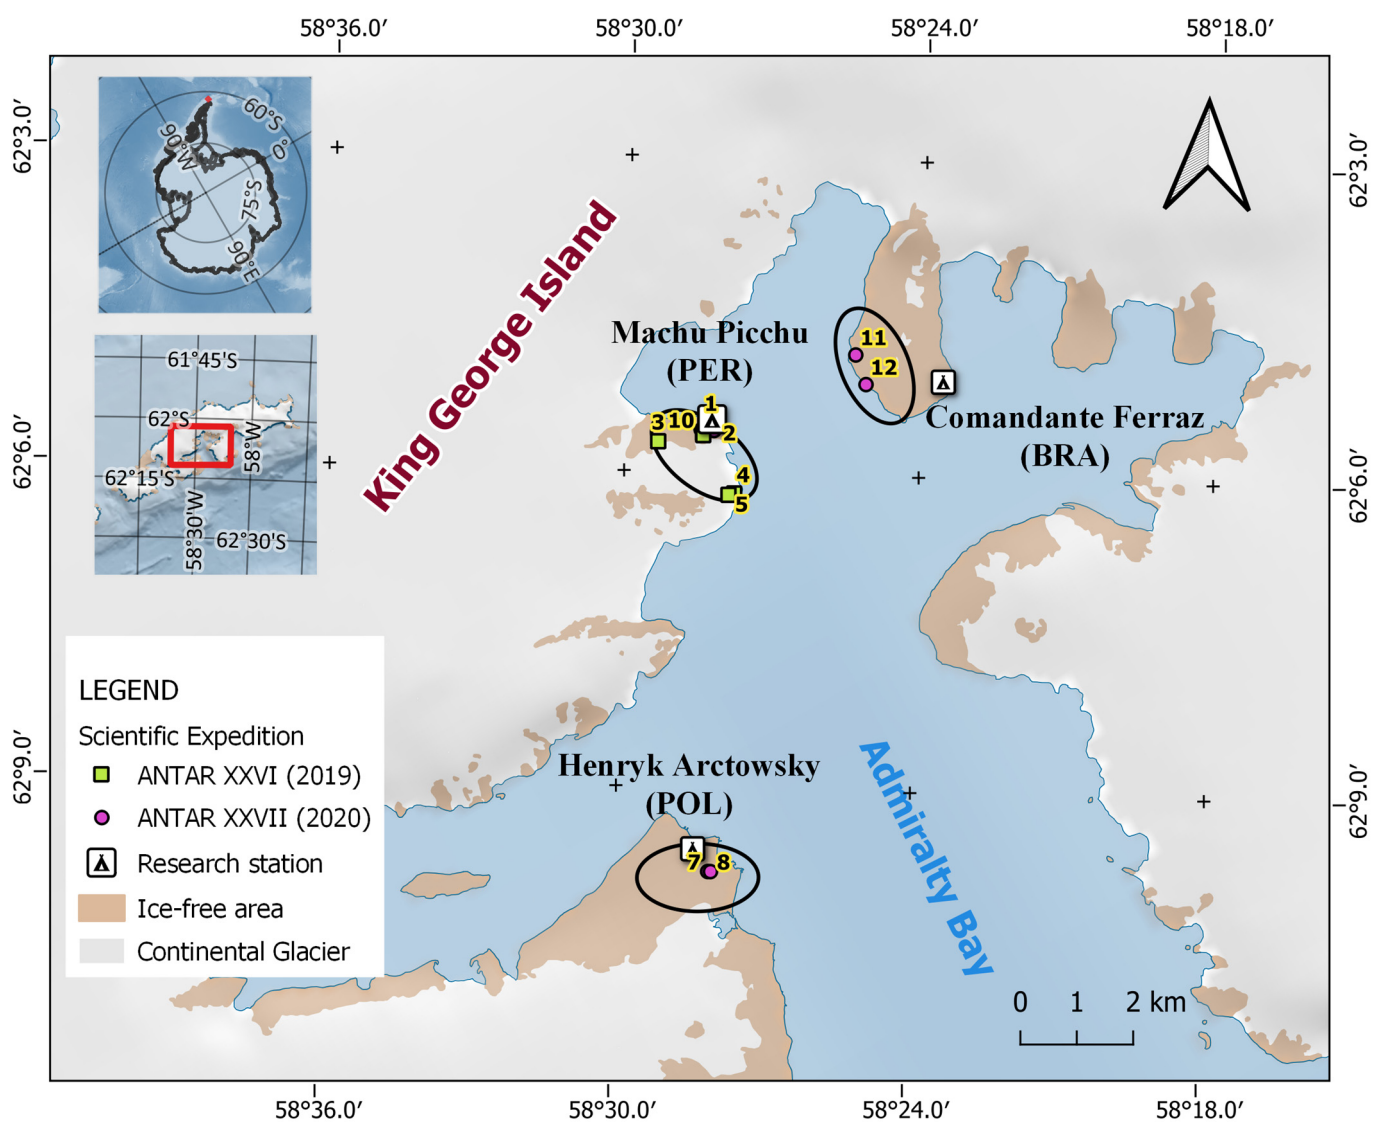 58°36.0′ 58°30.0′ 58°24.0′ 58°18.0′
62°3.0′
62°3.0′
60°S
0°
90°W
75°S
90°E
King George Island
61°45'S
62°S
58°W
62°15'S
58°30'W
62°30'S
Machu Picchu
(PER)
1
3 10 2
4
5
11
12
Comandante Ferraz
(BRA)
62°6.0′
62°6.0′
LEGEND
Scientific Expedition
ANTAR XXVI (2019)
ANTAR XXVII (2020)
Research station
Ice-free area
Continental Glacier
Henryk Arctowsky
(POL)
7 8
Admiralty Bay
62°9.0′
62°9.0′
0 1 2 km
58°36.0′ 58°30.0′ 58°24.0′ 58°18.0′